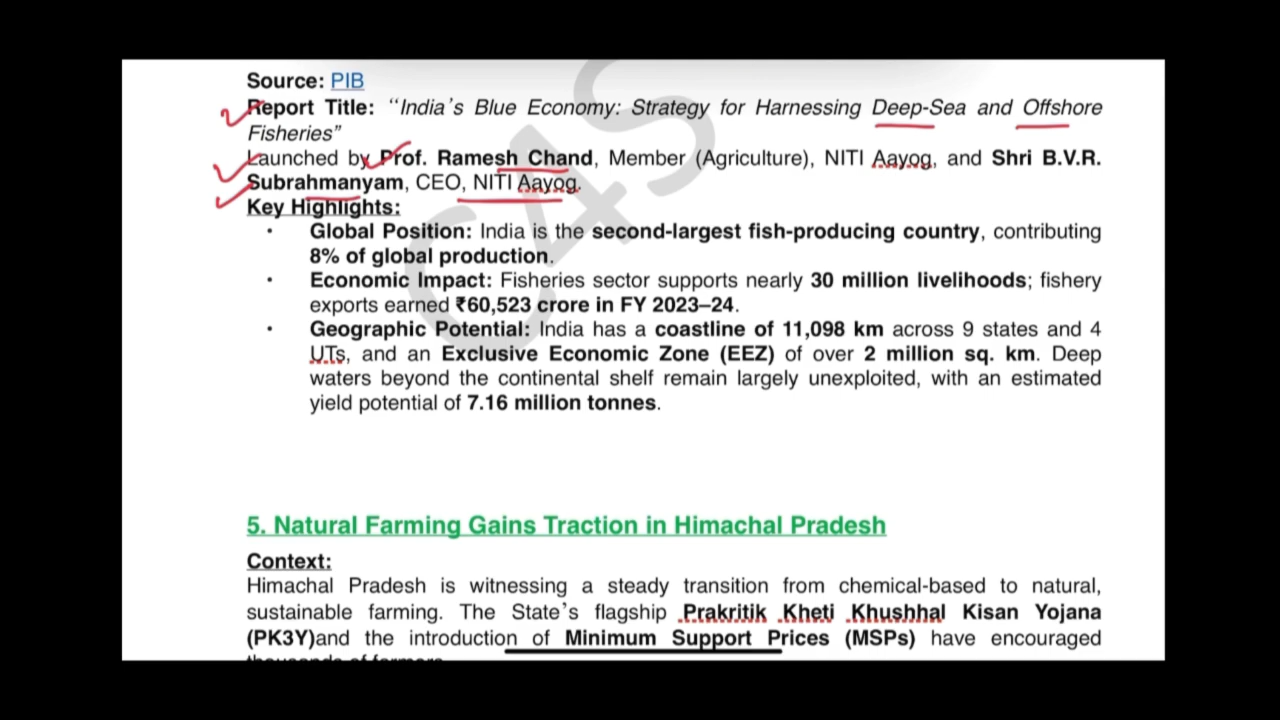 Source: PIB
Report Title: “India’s Blue Economy: Strategy for Harnessing Deep-Sea and Offshore
Fisheries”
Launched by Prof. Ramesh Chand, Member (Agriculture), NITI Aayog, and Shri B.V.R.
Subrahmanyam, CEO, NITI Aayog.
Key Highlights:
• Global Position: India is the second-largest fish-producing country, contributing
8% of global production.
• Economic Impact: Fisheries sector supports nearly 30 million livelihoods; fishery
exports earned ₹60,523 crore in FY 2023–24.
• Geographic Potential: India has a coastline of 11,098 km across 9 states and 4
UTs, and an Exclusive Economic Zone (EEZ) of over 2 million sq. km. Deep
waters beyond the continental shelf remain largely unexploited, with an estimated
yield potential of 7.16 million tonnes.
C4S
5. Natural Farming Gains Traction in Himachal Pradesh
Context:
Himachal Pradesh is witnessing a steady transition from chemical-based to natural,
sustainable farming. The State’s flagship Prakritik Kheti Khushhal Kisan Yojana
(PK3Y)and the introduction of Minimum Support Prices (MSPs) have encouraged
thousands of farmers